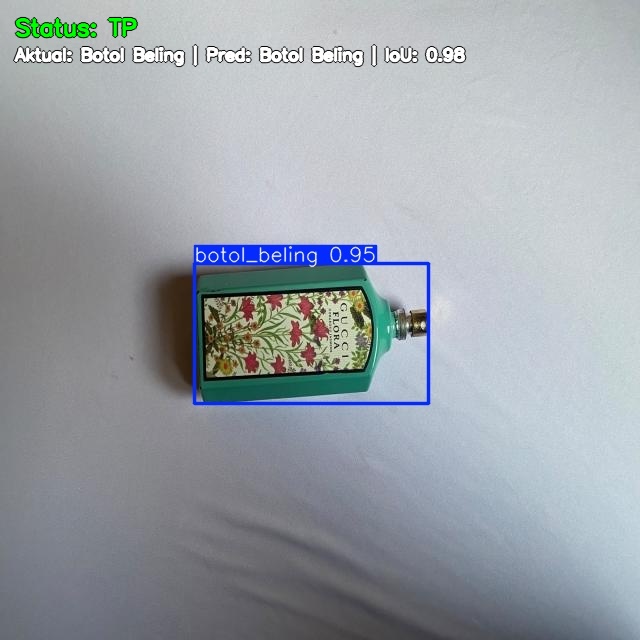 Status: TP
Aktual: Botol Beling | Pred: Botol Beling | IoU: 0.98
botol_beling 0.95
GUCCI
FLORA